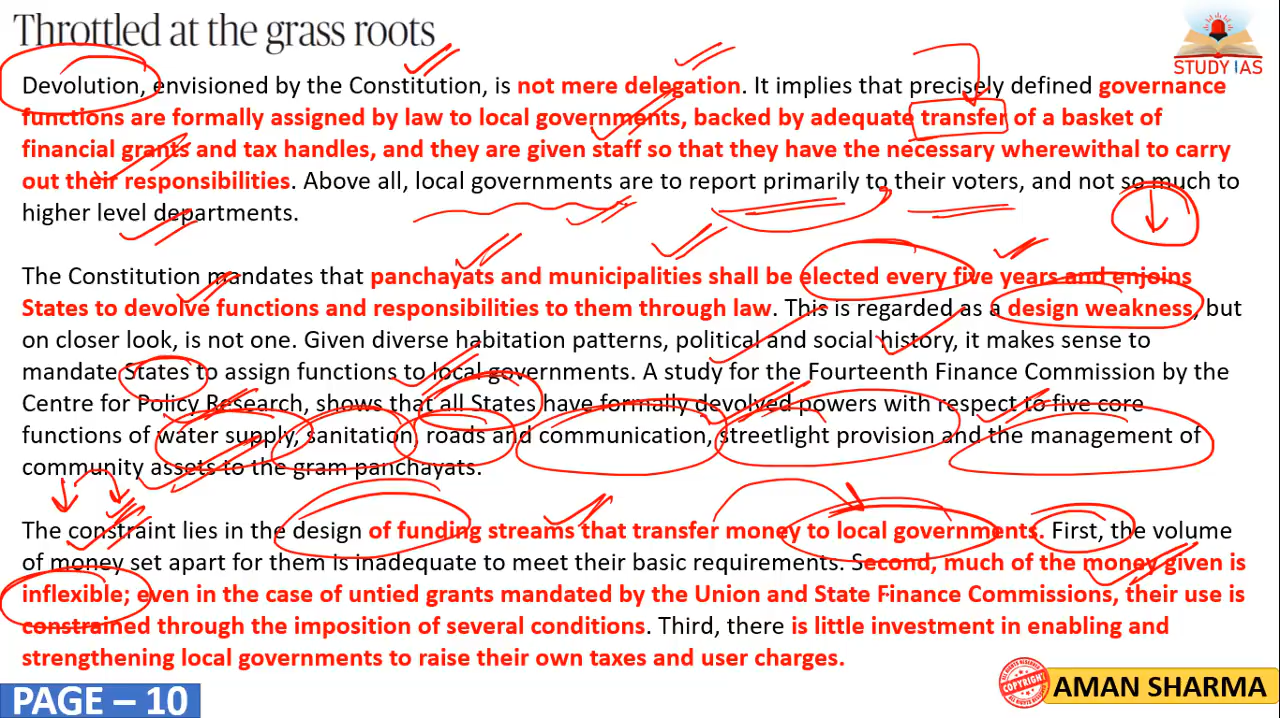 Throttled at the grass roots
STUDY IAS
Devolution, envisioned by the Constitution, is not mere delegation. It implies that precisely defined governance
functions are formally assigned by law to local governments, backed by adequate transfer of a basket of
financial grants and tax handles, and they are given staff so that they have the necessary wherewithal to carry
out their responsibilities. Above all, local governments are to report primarily to their voters, and not so much to
higher level departments.
The Constitution mandates that panchayats and municipalities shall be elected every five years and enjoins
States to devolve functions and responsibilities to them through law. This is regarded as a design weakness, but
on closer look, is not one. Given diverse habitation patterns, political and social history, it makes sense to
mandate States to assign functions to local governments. A study for the Fourteenth Finance Commission by the
Centre for Policy Research, shows that all States have formally devolved powers with respect to five core
functions of water supply, sanitation, roads and communication, streetlight provision and the management of
community assets to the gram panchayats.
The constraint lies in the design of funding streams that transfer money to local governments. First, the volume
of money set apart for them is inadequate to meet their basic requirements. Second, much of the money given is
inflexible; even in the case of untied grants mandated by the Union and State Finance Commissions, their use is
constrained through the imposition of several conditions. Third, there is little investment in enabling and
strengthening local governments to raise their own taxes and user charges.
PAGE – 10
COPYRIGHT
AMAN SHARMA